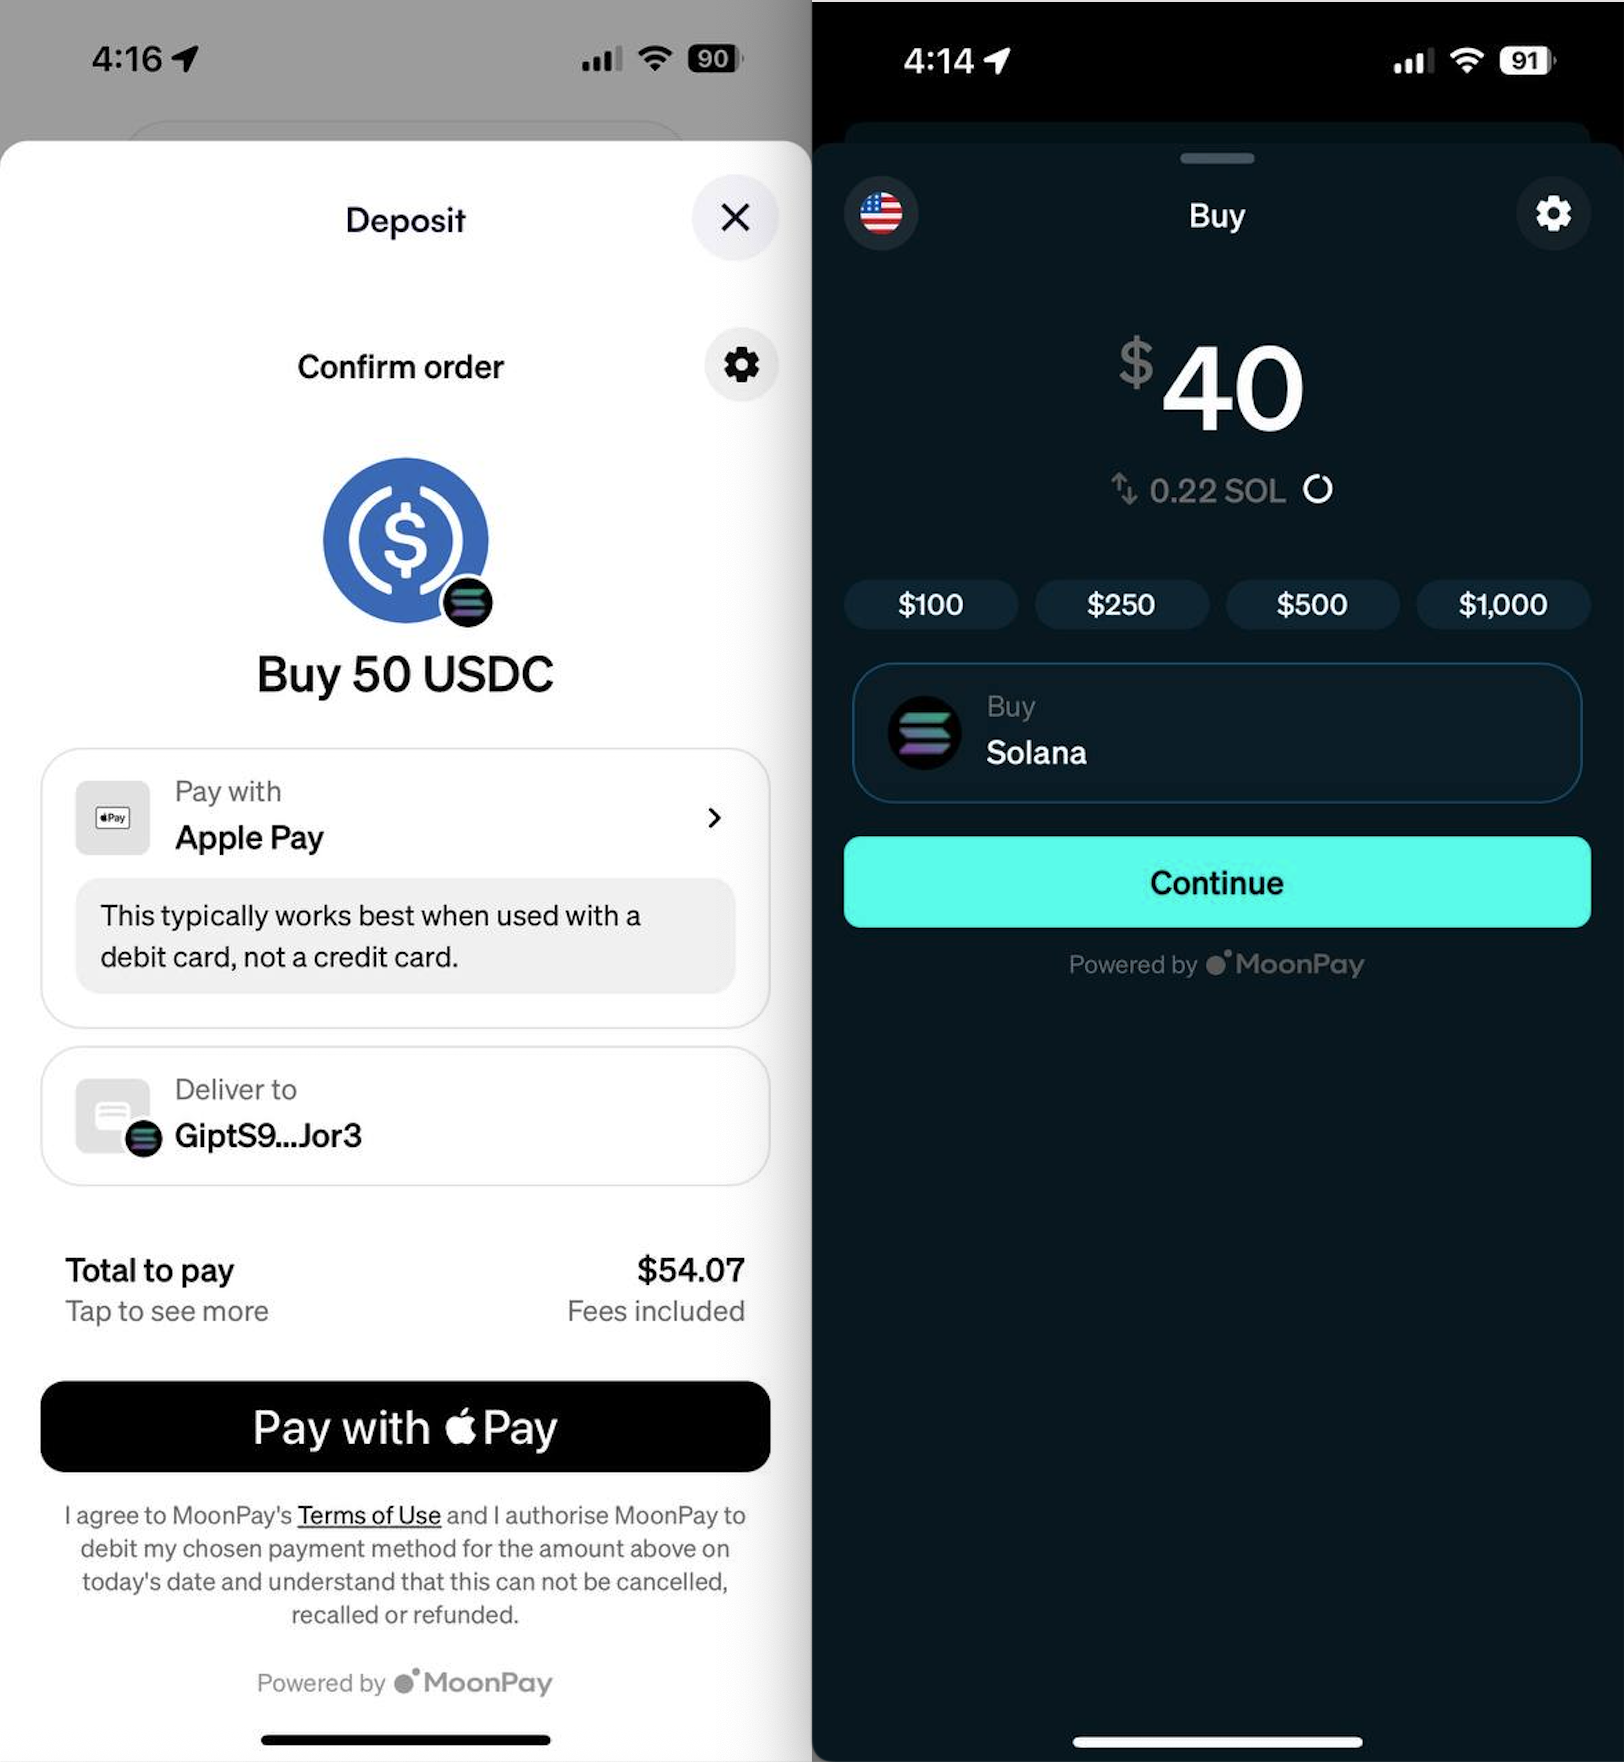 4:16
90
Deposit
Confirm order
$
Buy 50 USDC
Pay with
Pay
Apple Pay
This typically works best when used with a
debit card, not a credit card.
Deliver to
GiptS9...Jor3
Total to pay
$54.07
Tap to see more
Fees included
Pay with Pay
I agree to MoonPay's Terms of Use and I authorise MoonPay to
debit my chosen payment method for the amount above on
today's date and understand that this can not be cancelled,
recalled or refunded.
Powered by MoonPay
4:14
91
Buy
$40
0.22 SOL
$100
$250
$500
$1,000
Buy
Solana
Continue
Powered by MoonPay